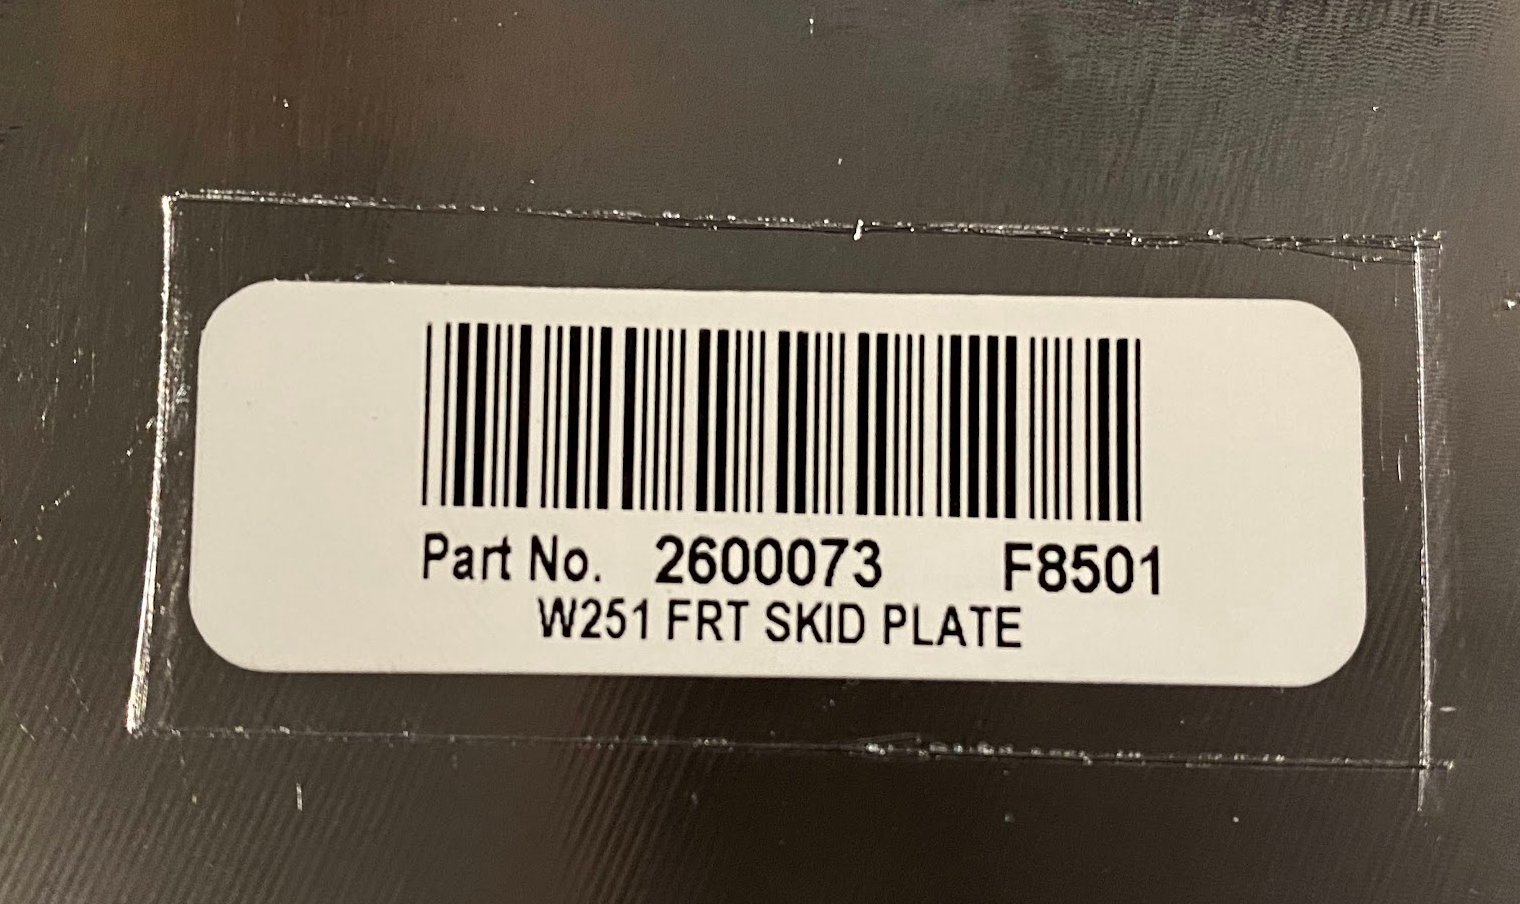 Part No. 2600073 F8501
W251 FRT SKID PLATE